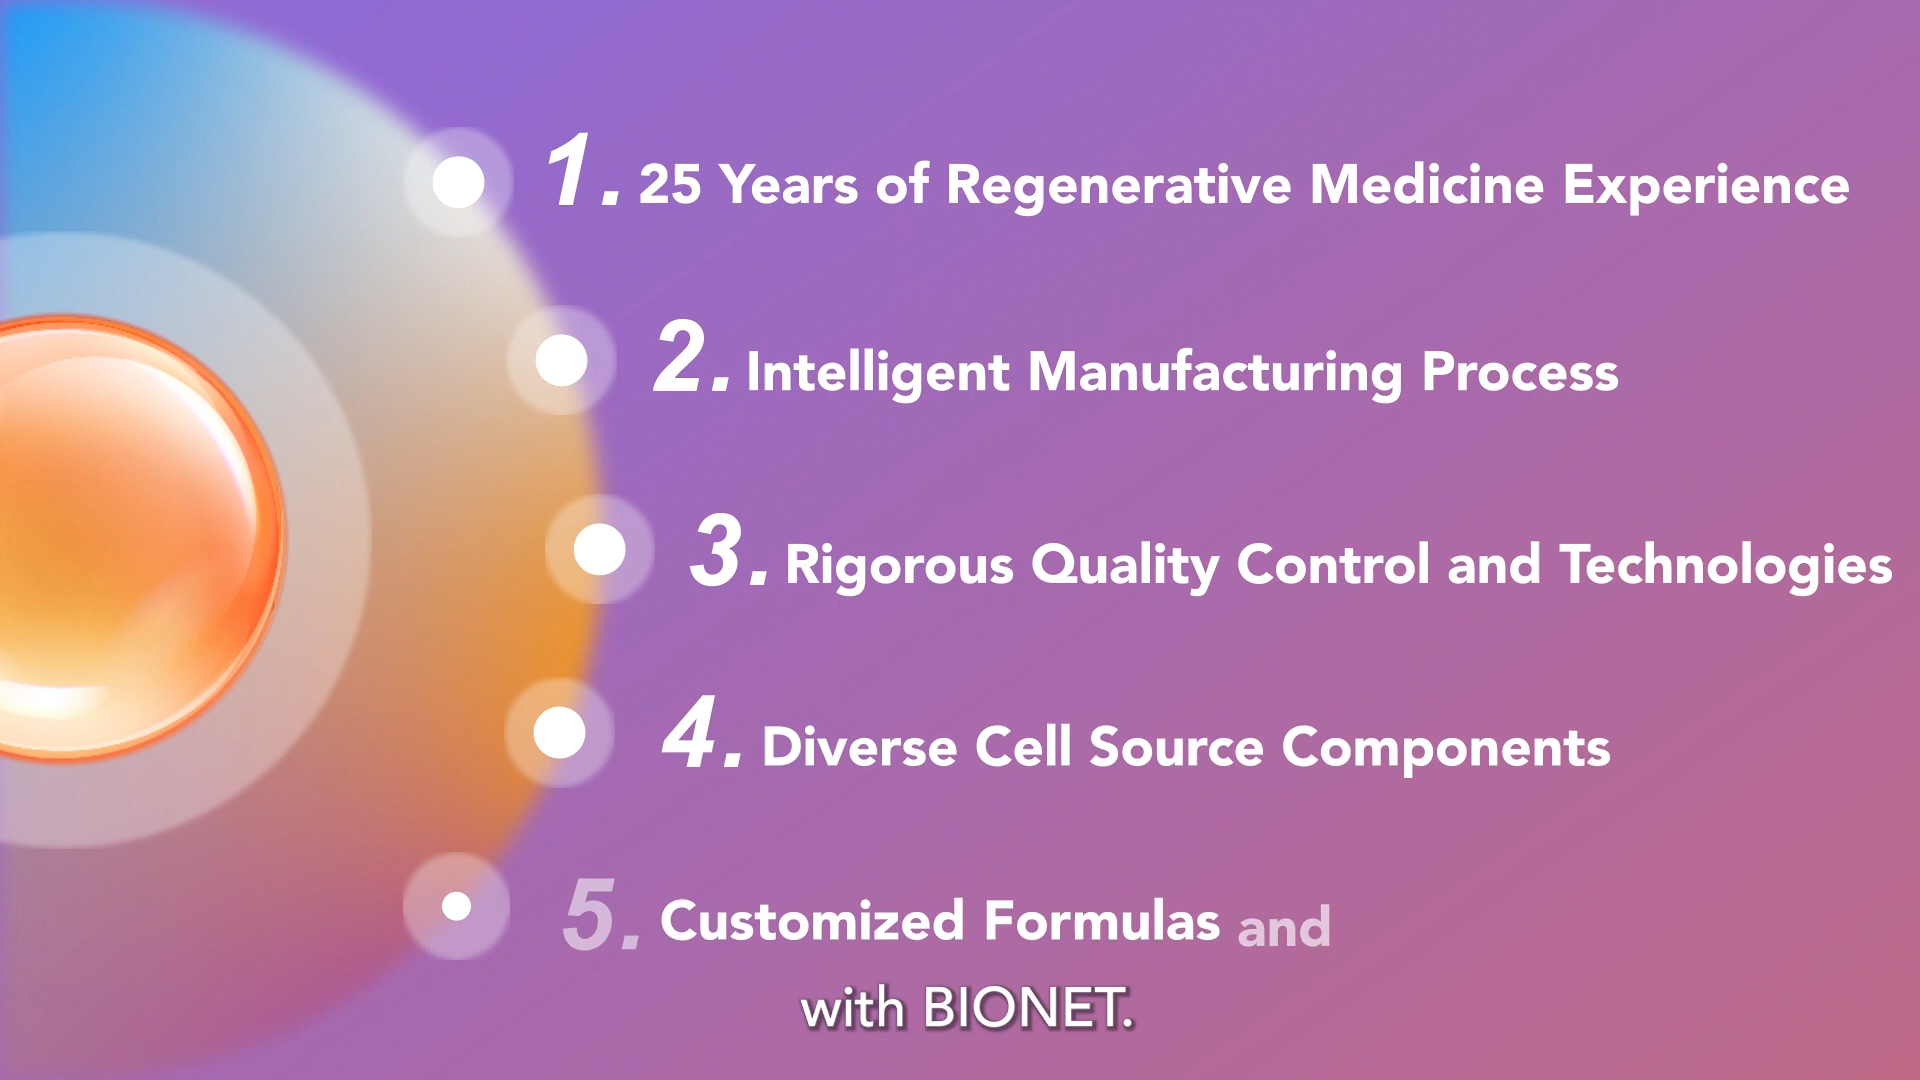 1. 25 Years of Regenerative Medicine Experience
2. Intelligent Manufacturing Process
3. Rigorous Quality Control and Technologies
4. Diverse Cell Source Components
5. Customized Formulas and
with BIONET.